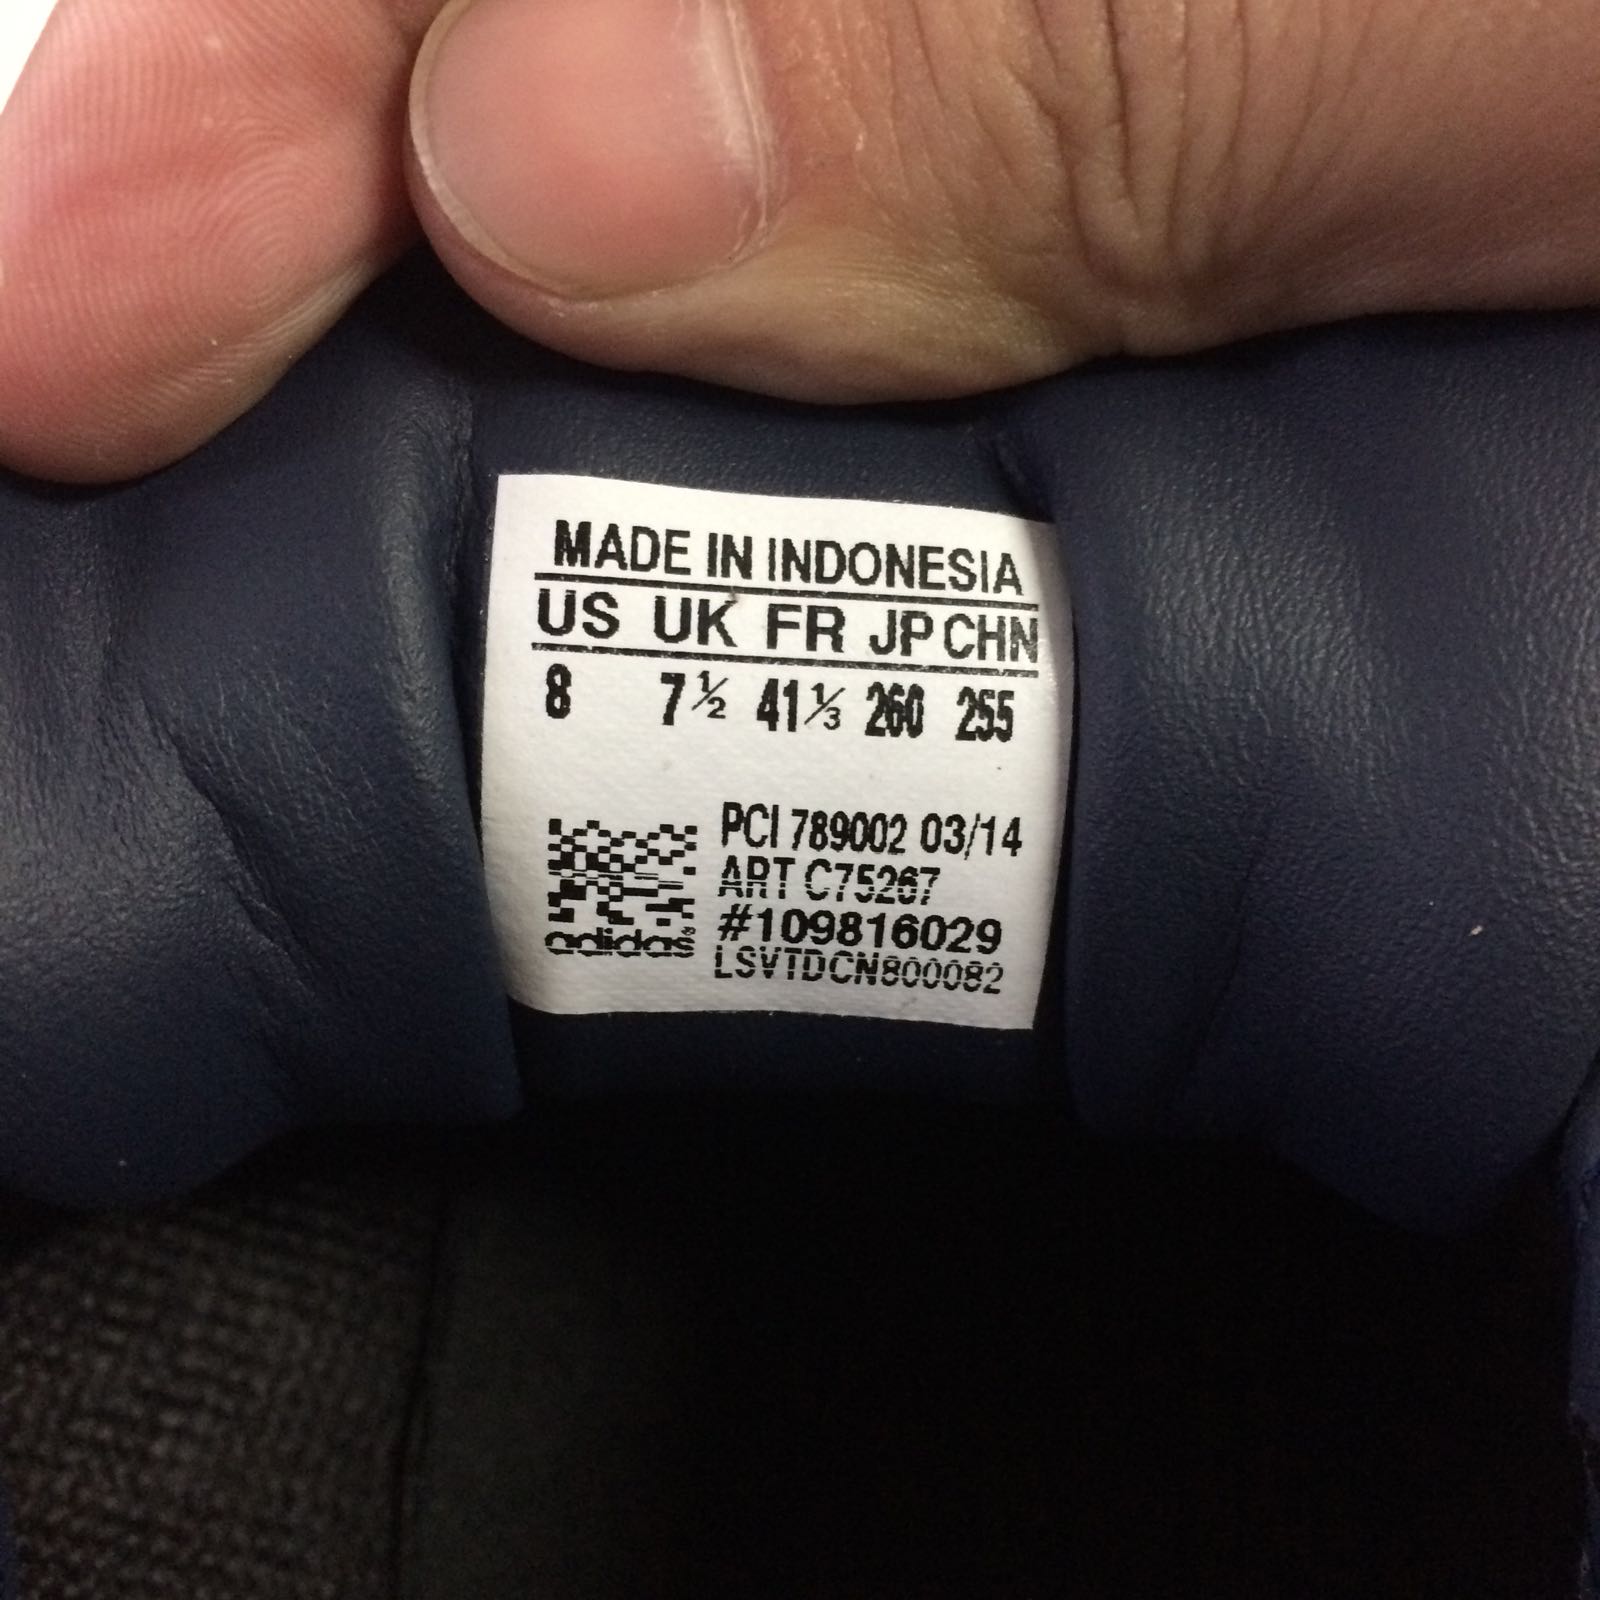 MADE IN INDONESIA
US UK FR JP CHN
8 7½ 41⅓ 260 255
PCI 789002 03/14
ART C75267
#109816029
LSVTDCN800082
adidas®